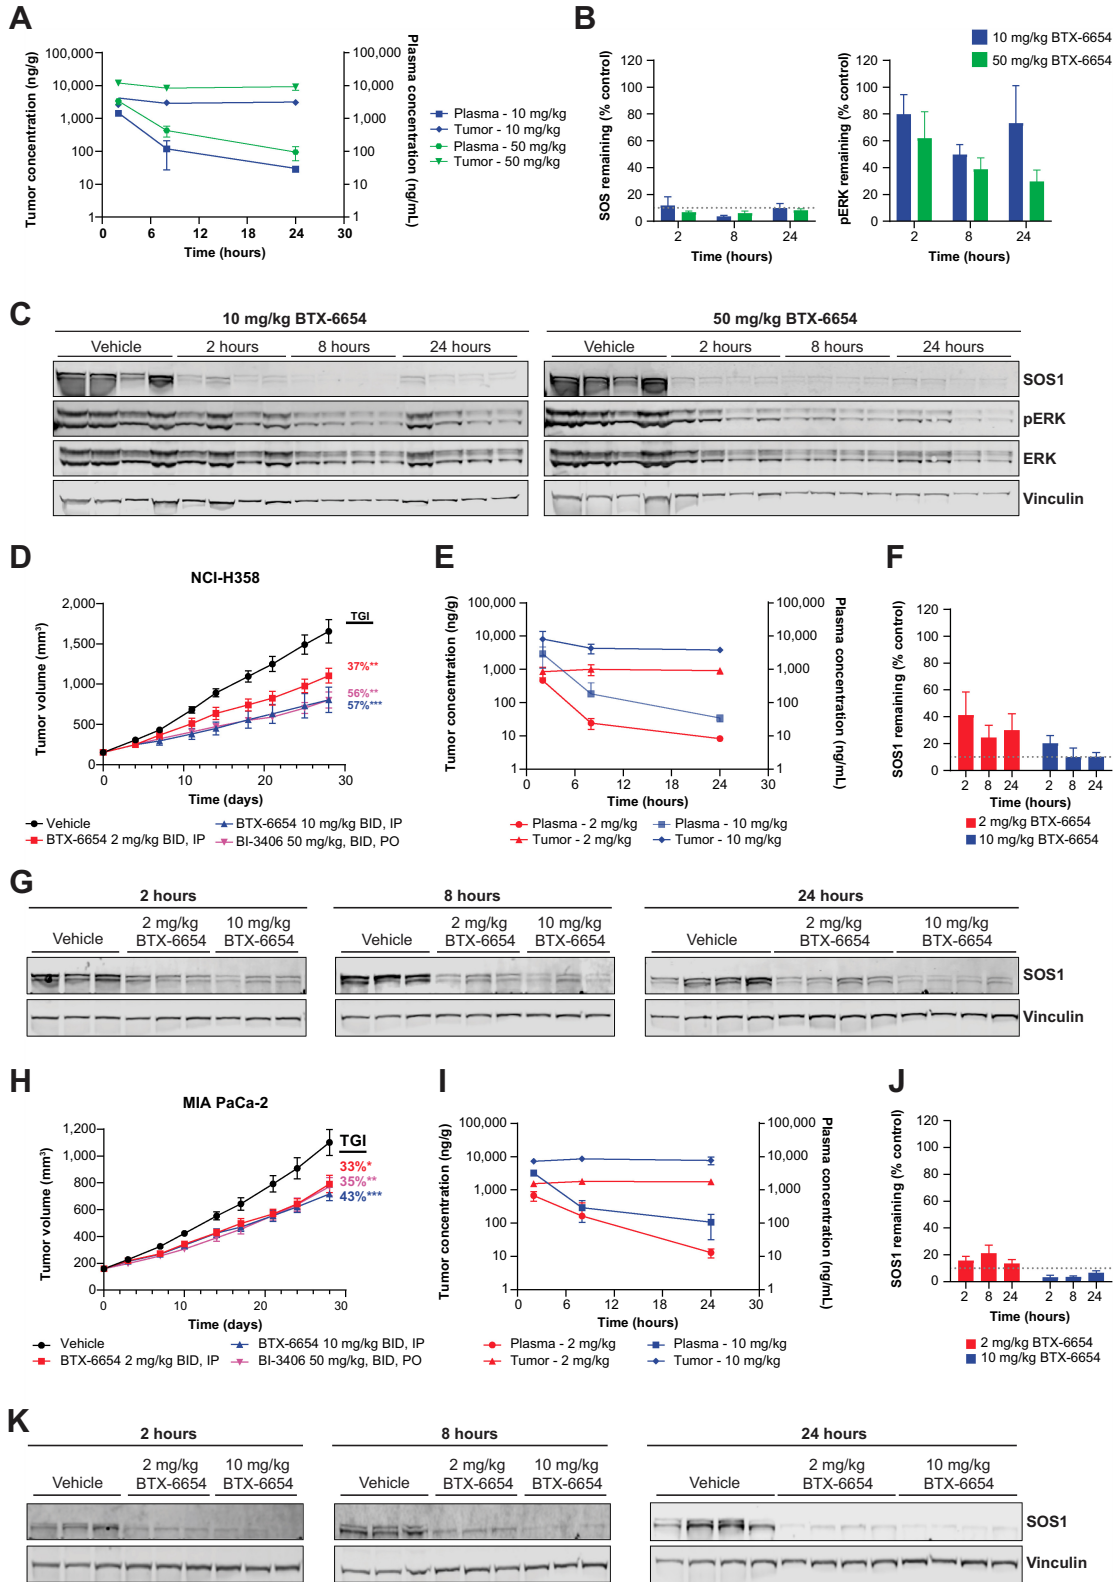 A
Tumor concentration (ng/g)
100,000
10,000
1,000
100
10
1
0 6 12 18 24 30
Time (hours)
100,000
10,000
1,000
100
10
1
Plasma concentration (ng/mL)
Plasma - 10 mg/kg
Tumor - 10 mg/kg
Plasma - 50 mg/kg
Tumor - 50 mg/kg
B
10 mg/kg BTX-6654
50 mg/kg BTX-6654
SOS remaining (% control)
120
100
80
60
40
20
0
2 8 24
Time (hours)
pERK remaining (% control)
120
100
80
60
40
20
0
2 8 24
Time (hours)
C
10 mg/kg BTX-6654
Vehicle 2 hours 8 hours 24 hours
50 mg/kg BTX-6654
Vehicle 2 hours 8 hours 24 hours
SOS1
pERK
ERK
Vinculin
D
NCI-H358
Tumor volume (mm³)
2,000
1,500
1,000
500
0
0 10 20 30
Time (days)
TGI
37%**
56%**
57%***
Vehicle
BTX-6654 2 mg/kg BID, IP
BTX-6654 10 mg/kg BID, IP
BI-3406 50 mg/kg, BID, PO
E
Tumor concentration (ng/g)
100,000
10,000
1,000
100
10
1
0 6 12 18 24 30
Time (hours)
100,000
10,000
1,000
100
10
1
Plasma concentration (ng/mL)
Plasma - 2 mg/kg
Tumor - 2 mg/kg
Plasma - 10 mg/kg
Tumor - 10 mg/kg
F
SOS1 remaining (% control)
120
100
80
60
40
20
0
2 8 24 2 8 24
Time (hours)
2 mg/kg BTX-6654
10 mg/kg BTX-6654
G
2 hours
Vehicle
2 mg/kg
BTX-6654
10 mg/kg
BTX-6654
8 hours
Vehicle
2 mg/kg
BTX-6654
10 mg/kg
BTX-6654
24 hours
Vehicle
2 mg/kg
BTX-6654
10 mg/kg
BTX-6654
SOS1
Vinculin
H
MIA PaCa-2
Tumor volume (mm³)
1,200
1,000
800
600
400
200
0
0 10 20 30
Time (days)
TGI
33%*
35%**
43%***
Vehicle
BTX-6654 2 mg/kg BID, IP
BTX-6654 10 mg/kg BID, IP
BI-3406 50 mg/kg, BID, PO
I
Tumor concentration (ng/g)
100,000
10,000
1,000
100
10
1
0 6 12 18 24 30
Time (hours)
100,000
10,000
1,000
100
10
1
Plasma concentration (ng/mL)
Plasma - 2 mg/kg
Tumor - 2 mg/kg
Plasma - 10 mg/kg
Tumor - 10 mg/kg
J
SOS1 remaining (% control)
120
100
80
60
40
20
0
2 8 24 2 8 24
Time (hours)
2 mg/kg BTX-6654
10 mg/kg BTX-6654
K
2 hours
Vehicle
2 mg/kg
BTX-6654
10 mg/kg
BTX-6654
8 hours
Vehicle
2 mg/kg
BTX-6654
10 mg/kg
BTX-6654
24 hours
Vehicle
2 mg/kg
BTX-6654
10 mg/kg
BTX-6654
SOS1
Vinculin